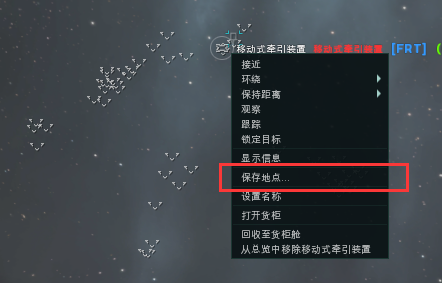 移动式牵引装置 移动式牵引装置 [FRT] (
接近
环绕
保持距离
观察
跟踪
锁定目标
显示信息
保存地点...
设置名称
打开货柜
回收至货柜舱
从总览中移除移动式牵引装置